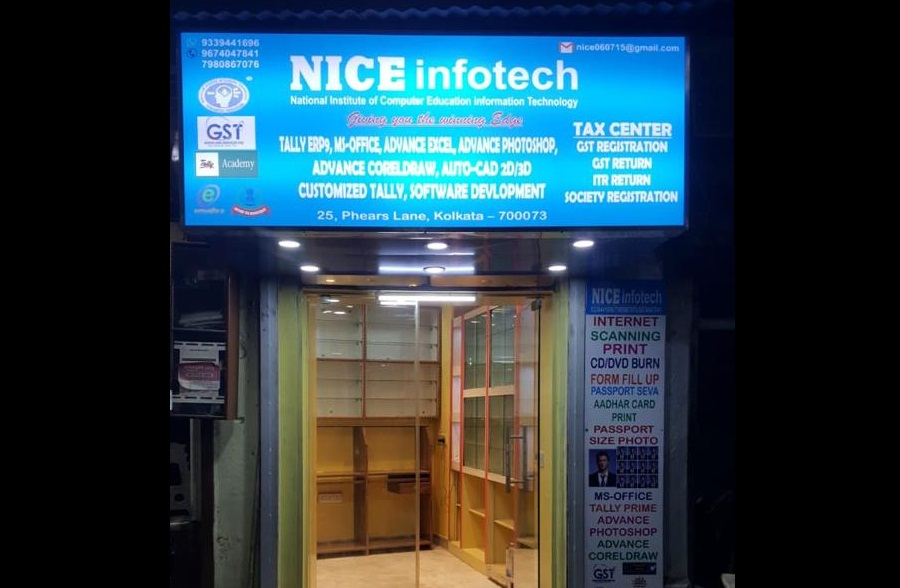 9339441696
9674047841
7980867076
nice060715@gmail.com
NICE infotech
National Institute of Computer Education information Technology
Giving you the winning Edge
TALLY ERP9, MS-OFFICE, ADVANCE EXCEL, ADVANCE PHOTOSHOP,
ADVANCE CORELDRAW, AUTO-CAD 2D/3D
CUSTOMIZED TALLY, SOFTWARE DEVLOPMENT
25, Phears Lane, Kolkata – 700073
TAX CENTER
GST REGISTRATION
GST RETURN
ITR RETURN
SOCIETY REGISTRATION
GST
Tally Academy
NICE infotech
INTERNET
SCANNING
PRINT
CD/DVD BURN
FORM FILL UP
PASSPORT SEVA
AADHAR CARD
PRINT
PASSPORT
SIZE PHOTO
MS-OFFICE
TALLY PRIME
ADVANCE
PHOTOSHOP
ADVANCE
CORELDRAW
GST